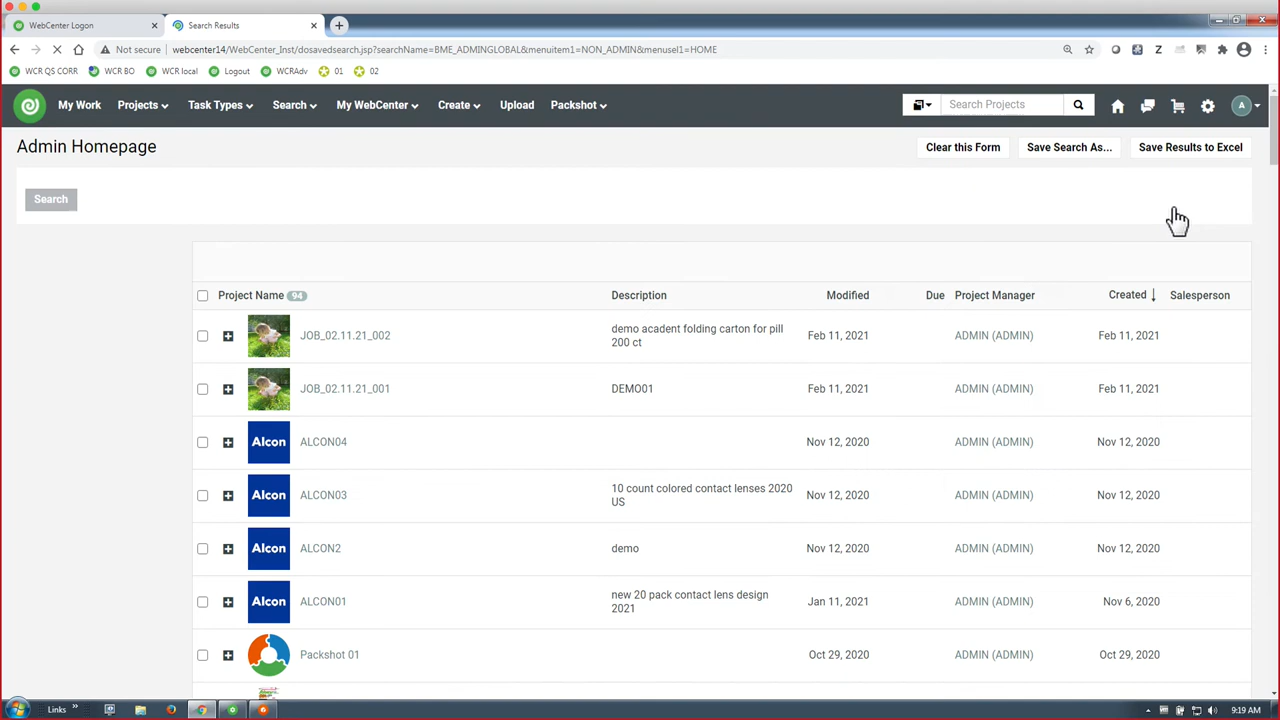 WebCenter Logon
Search Results
Not secure
webcenter14/WebCenter_Inst/dosavedsearch.jsp?searchName=BME_ADMINGLOBAL&menuitem1=NON_ADMIN&menusel1=HOME
WCR QS CORR
WCR BO
WCR local
Logout
WCRAdv
01
02
My Work
Projects
Task Types
Search
My WebCenter
Create
Upload
Packshot
Search Projects
A
Admin Homepage
Clear this Form
Save Search As...
Save Results to Excel
Search
Project Name 94
Description
Modified
Due
Project Manager
Created
Salesperson
JOB_02.11.21_002
demo acadent folding carton for pill
200 ct
Feb 11, 2021
ADMIN (ADMIN)
Feb 11, 2021
JOB_02.11.21_001
DEMO01
Feb 11, 2021
ADMIN (ADMIN)
Feb 11, 2021
Alcon
ALCON04
Nov 12, 2020
ADMIN (ADMIN)
Nov 12, 2020
Alcon
ALCON03
10 count colored contact lenses 2020
US
Nov 12, 2020
ADMIN (ADMIN)
Nov 12, 2020
Alcon
ALCON2
demo
Nov 12, 2020
ADMIN (ADMIN)
Nov 12, 2020
Alcon
ALCON01
new 20 pack contact lens design
2021
Jan 11, 2021
ADMIN (ADMIN)
Nov 6, 2020
Packshot 01
Oct 29, 2020
ADMIN (ADMIN)
Oct 29, 2020
Links
9:19 AM